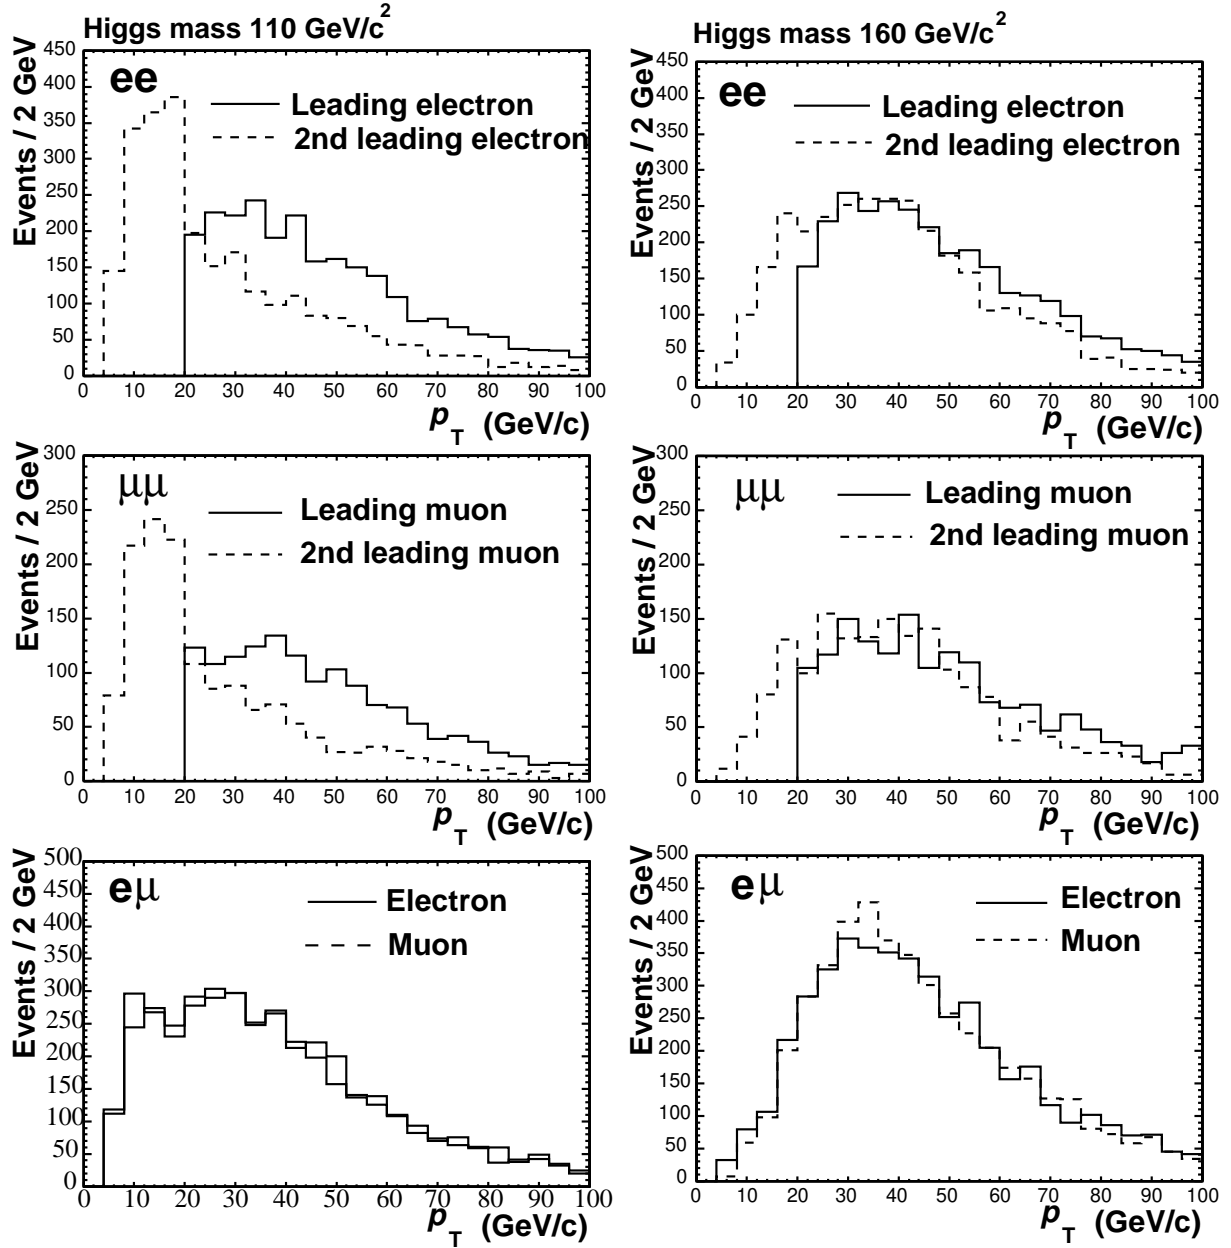 Higgs mass 110 GeV/c2
Events / 2 GeV
450
400
350
300
250
200
150
100
50
0
ee
Leading electron
2nd leading electron
0 10 20 30 40 50 60 70 80 90 100
pT (GeV/c)
Higgs mass 160 GeV/c2
Events / 2 GeV
450
400
350
300
250
200
150
100
50
0
ee
Leading electron
2nd leading electron
0 10 20 30 40 50 60 70 80 90 100
pT (GeV/c)
Events / 2 GeV
300
250
200
150
100
50
0
μμ
Leading muon
2nd leading muon
0 10 20 30 40 50 60 70 80 90 100
pT (GeV/c)
Events / 2 GeV
300
250
200
150
100
50
0
μμ
Leading muon
2nd leading muon
0 10 20 30 40 50 60 70 80 90 100
pT (GeV/c)
Events / 2 GeV
500
450
400
350
300
250
200
150
100
50
0
eμ
Electron
Muon
0 10 20 30 40 50 60 70 80 90 100
pT (GeV/c)
Events / 2 GeV
500
450
400
350
300
250
200
150
100
50
0
eμ
Electron
Muon
0 10 20 30 40 50 60 70 80 90 100
pT (GeV/c)